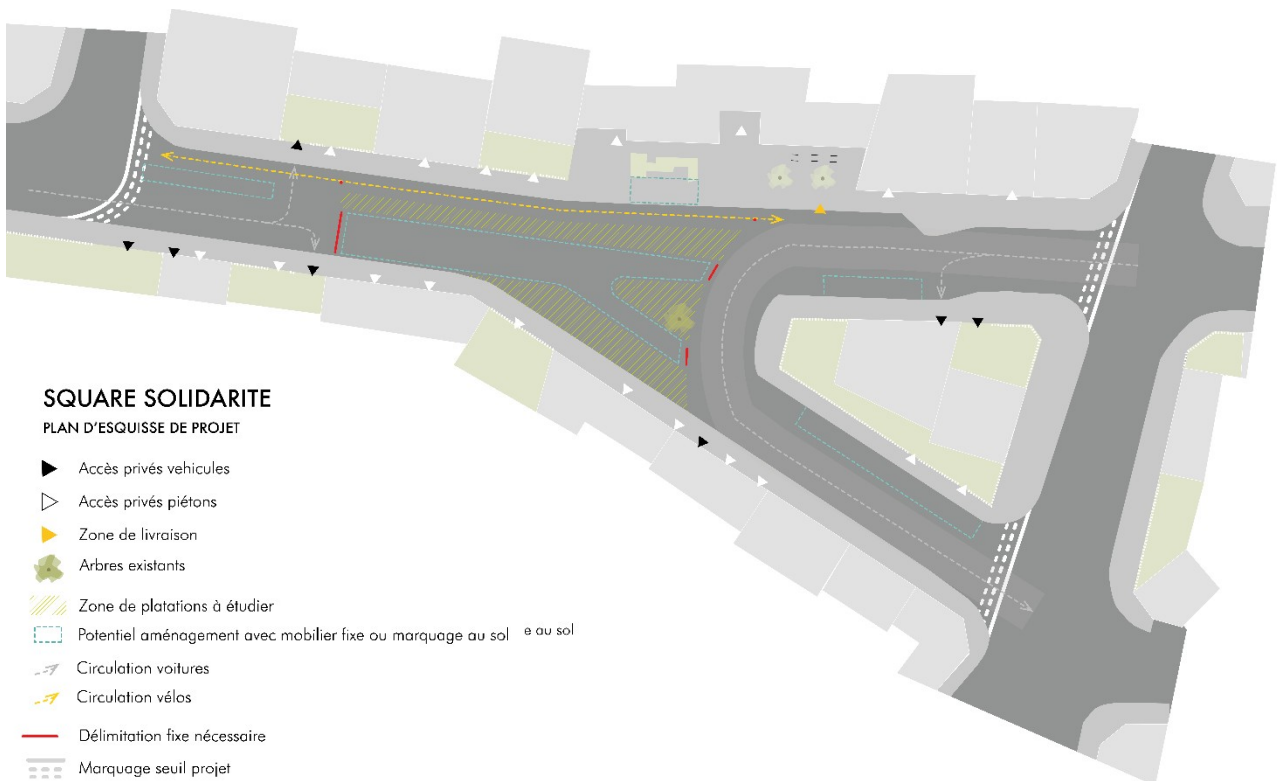 SQUARE SOLIDARITE
PLAN D'ESQUISSE DE PROJET
Accès privés vehicules
Accès privés piétons
Zone de livraison
Arbres existants
Zone de platations à étudier
Potentiel aménagement avec mobilier fixe ou marquage au sol e au sol
Circulation voitures
Circulation vélos
Délimitation fixe nécessaire
Marquage seuil projet